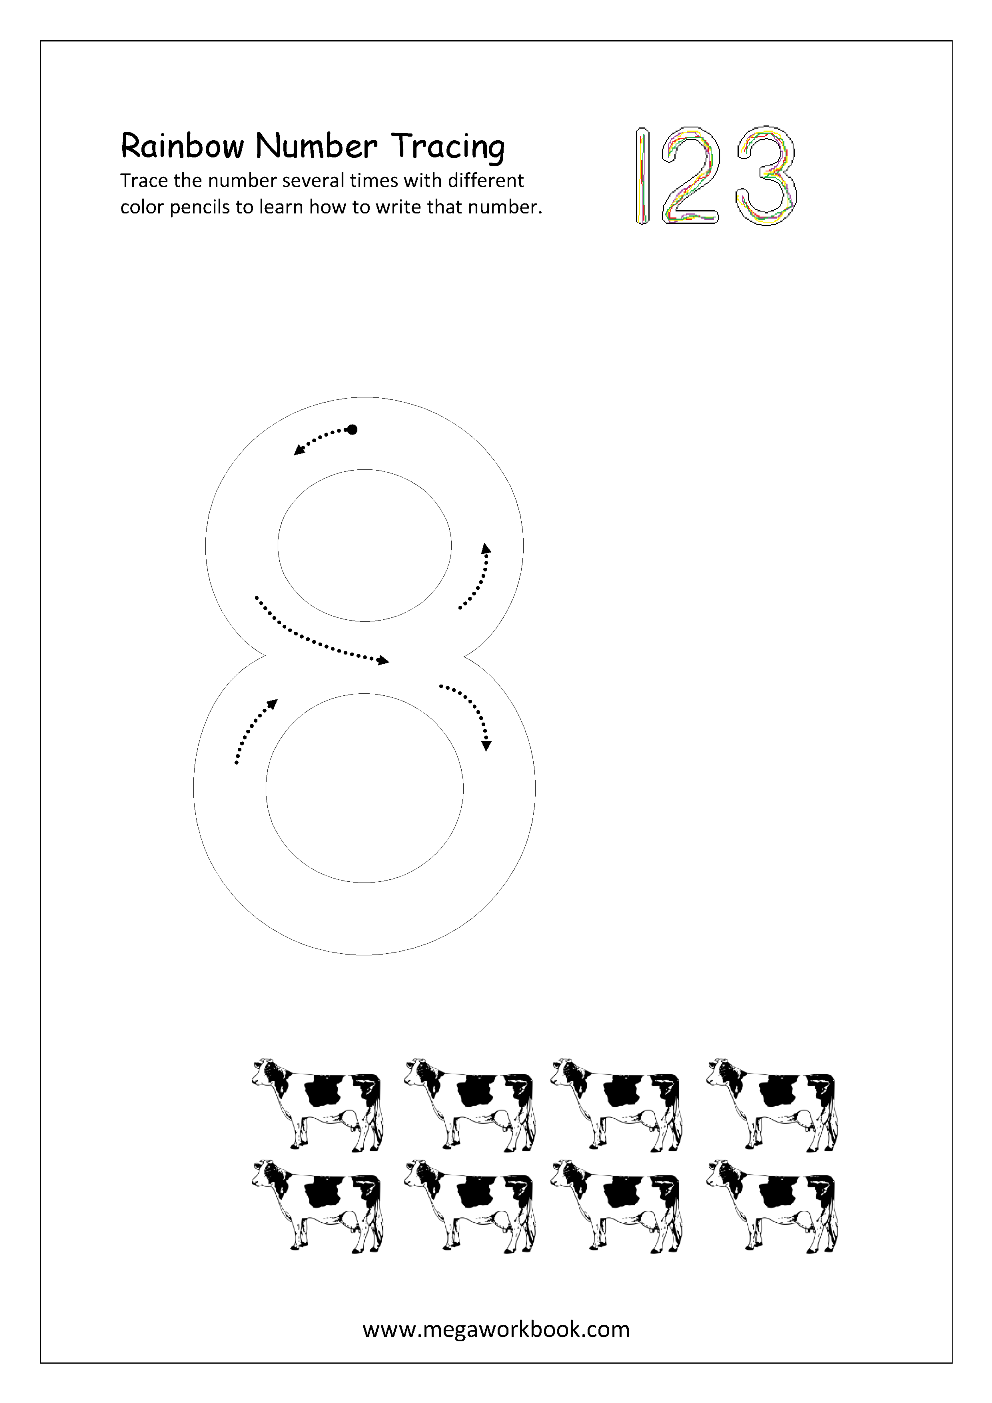 Rainbow Number Tracing
Trace the number several times with different
color pencils to learn how to write that number.
123
8
www.megaworkbook.com